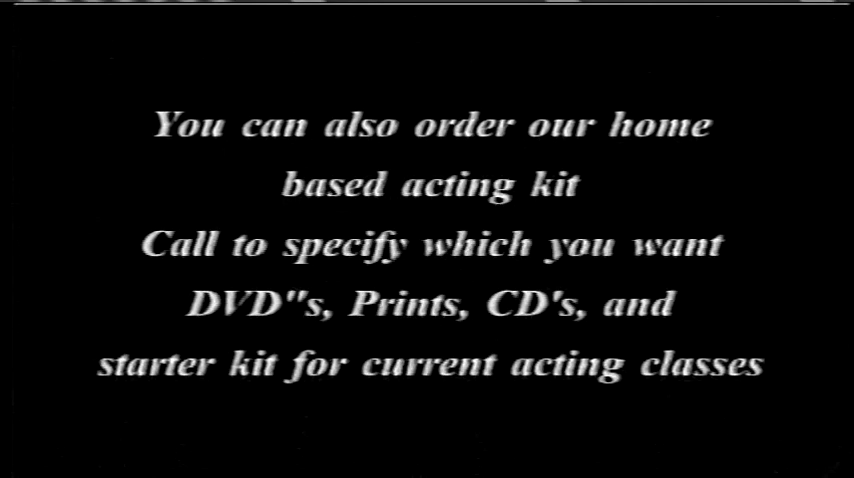 You can also order our home
based acting kit
Call to specify which you want
DVD"s, Prints, CD's, and
starter kit for current acting classes